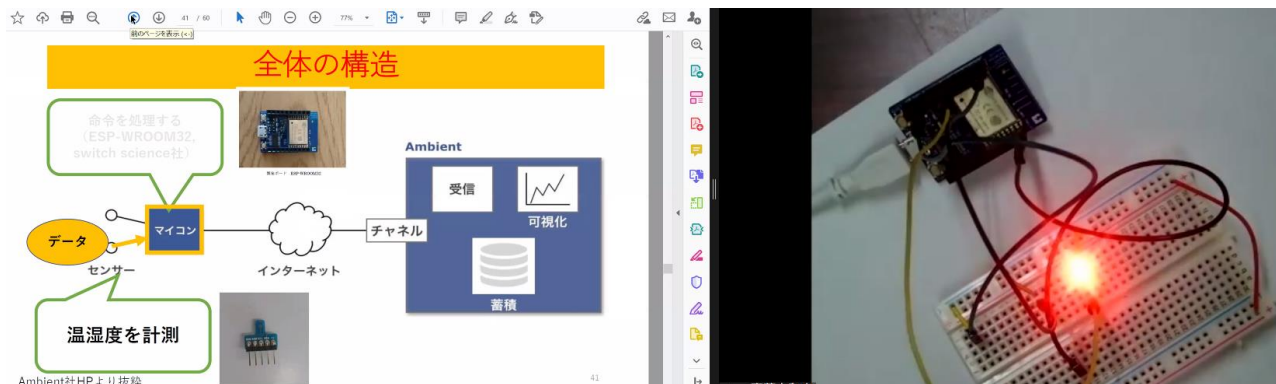 41 / 60
77%
前のページを表示 (←)
全体の構造
命令を処理する
(ESP-WROOM32,
switch science社)
Ambient
受信
可視化
蓄積
データ
マイコン
センサー
インターネット
チャネル
温湿度を計測
Ambient社HPより抜粋
41